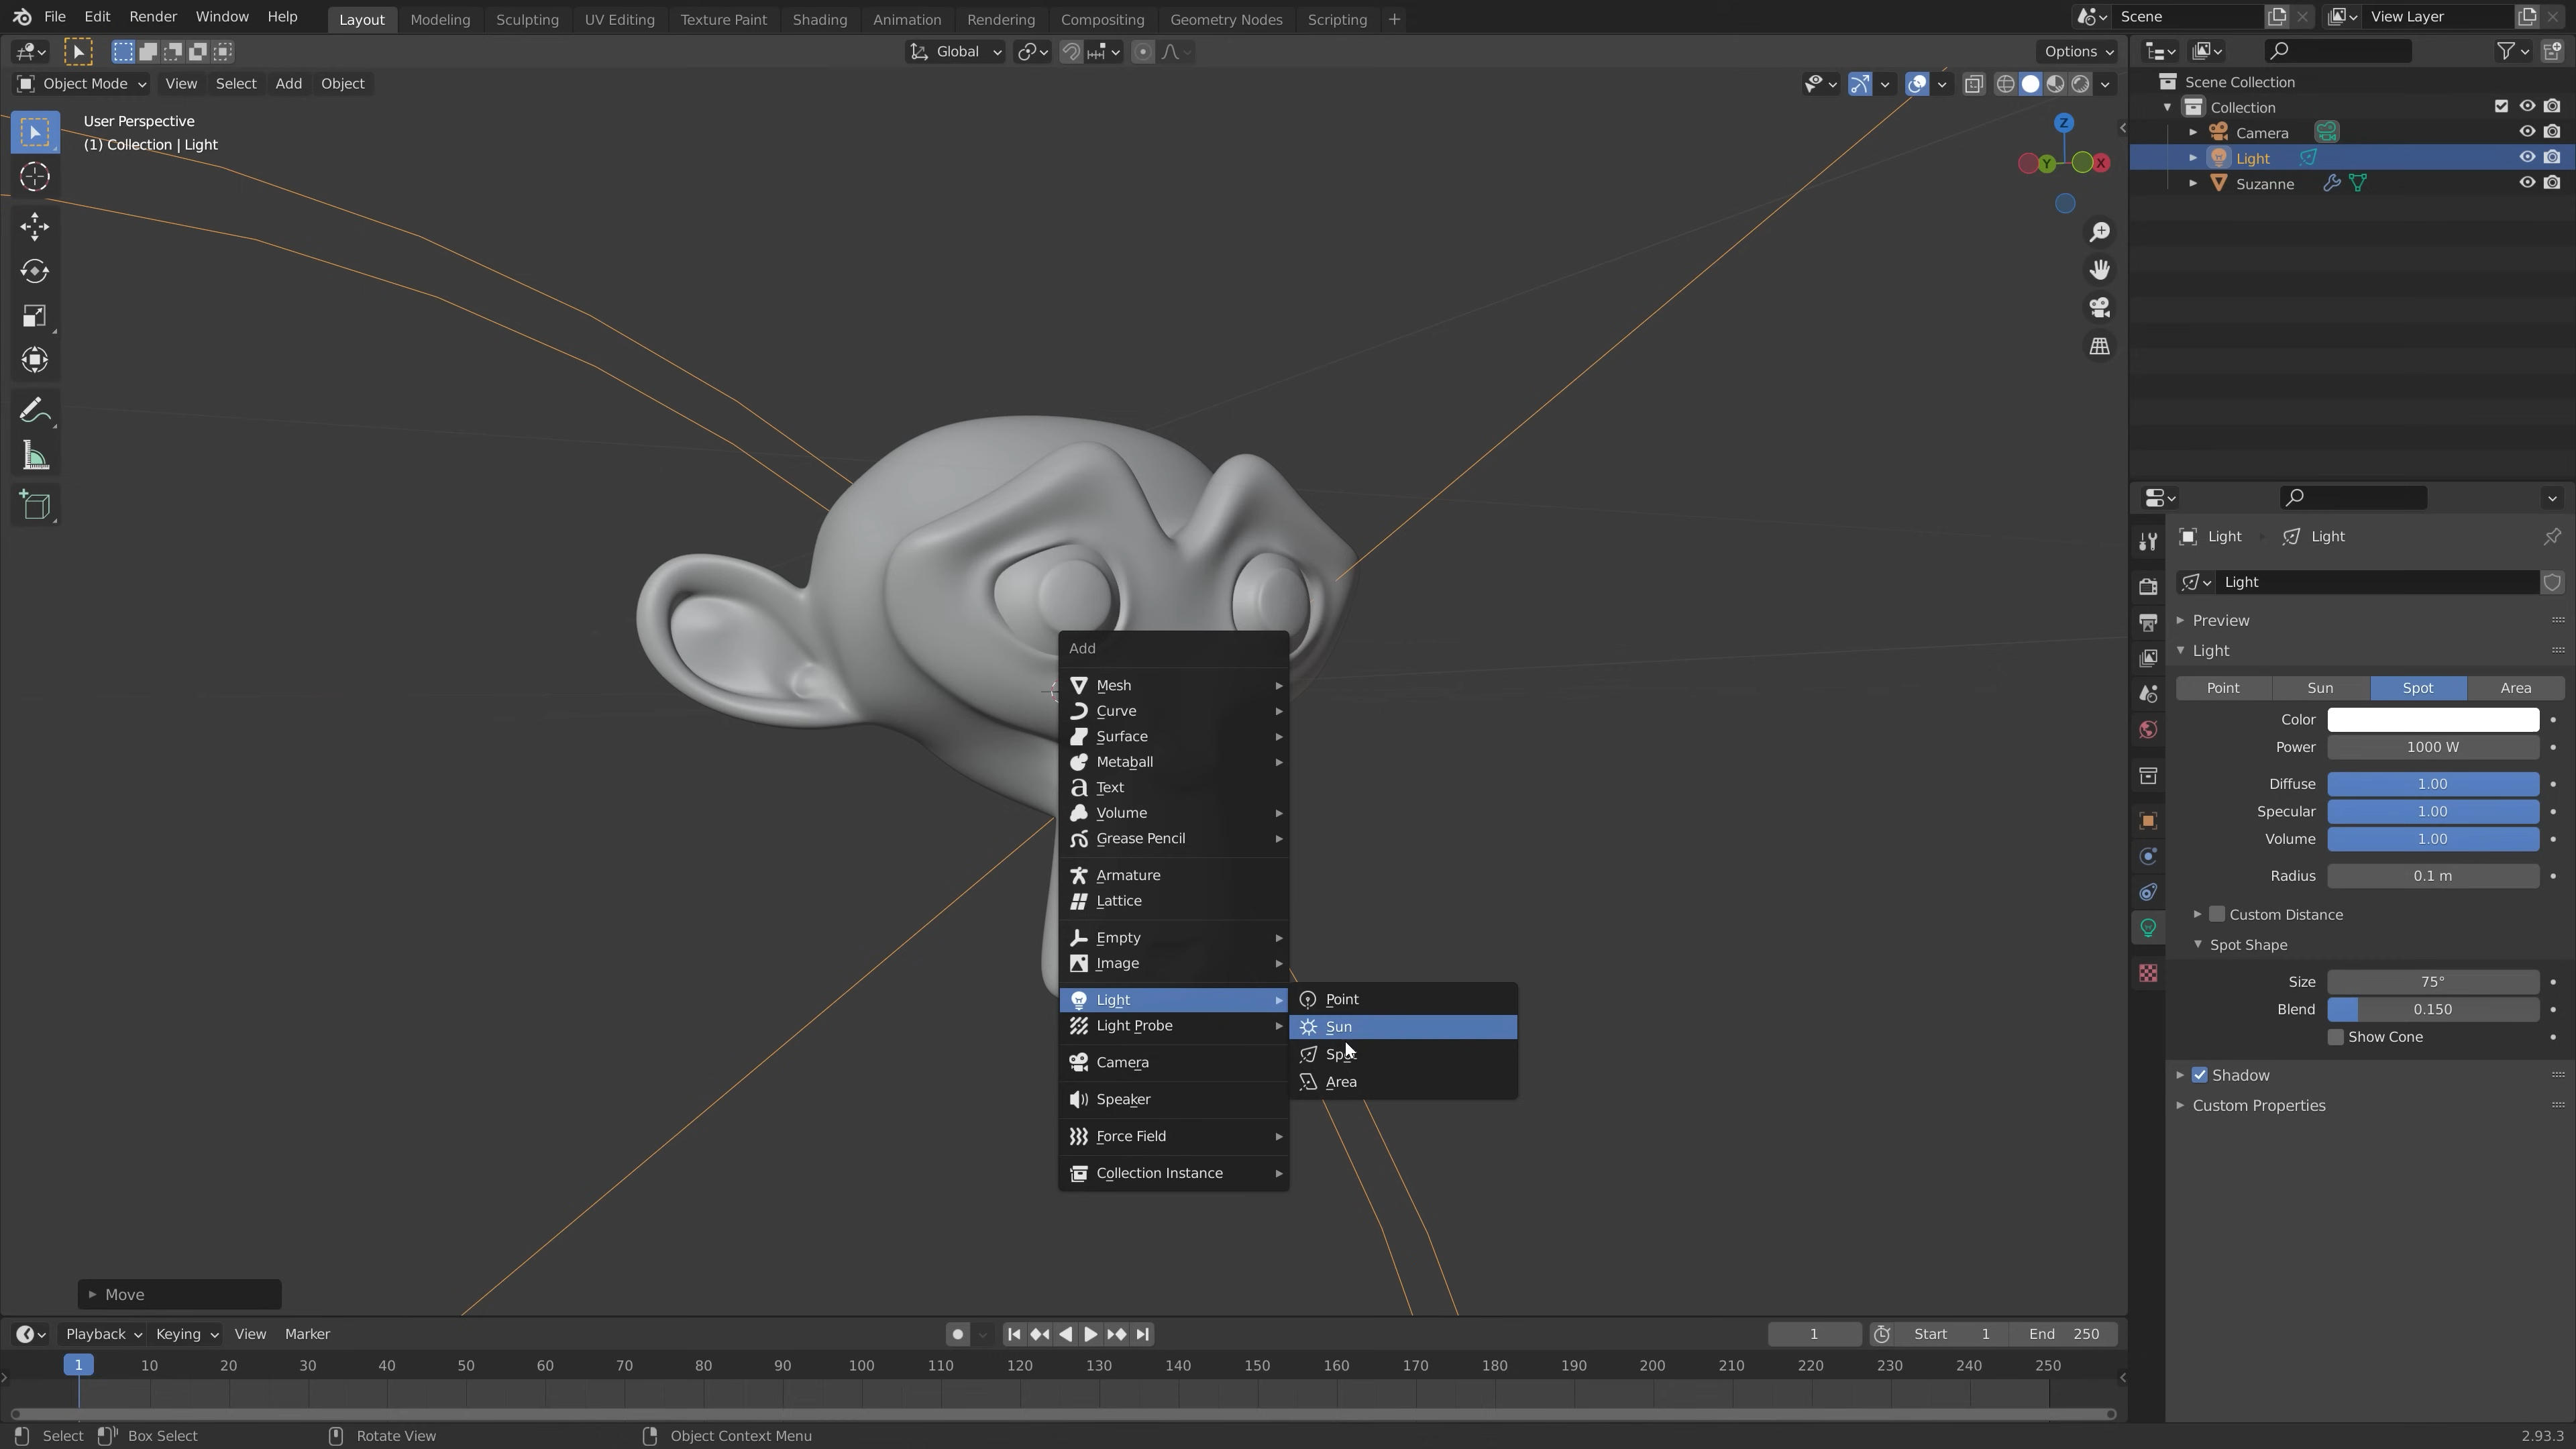 File Edit Render Window Help Layout Modeling Sculpting UV Editing Texture Paint Shading Animation Rendering Compositing Geometry Nodes Scripting + Scene View Layer
Global Options
Object Mode View Select Add Object
User Perspective
(1) Collection | Light
Z
Y X
Scene Collection
Collection
Camera
Light
Suzanne
Light Light
Light
Preview
Light
Point Sun Spot Area
Color
Power 1000 W
Diffuse 1.00
Specular 1.00
Volume 1.00
Radius 0.1 m
Custom Distance
Spot Shape
Size 75°
Blend 0.150
Show Cone
Shadow
Custom Properties
Add
Mesh
Curve
Surface
Metaball
Text
Volume
Grease Pencil
Armature
Lattice
Empty
Image
Light
Light Probe
Camera
Speaker
Force Field
Collection Instance
Point
Sun
Spot
Area
Move
Playback Keying View Marker 1 Start 1 End 250
1 10 20 30 40 50 60 70 80 90 100 110 120 130 140 150 160 170 180 190 200 210 220 230 240 250
Select Box Select Rotate View Object Context Menu 2.93.3